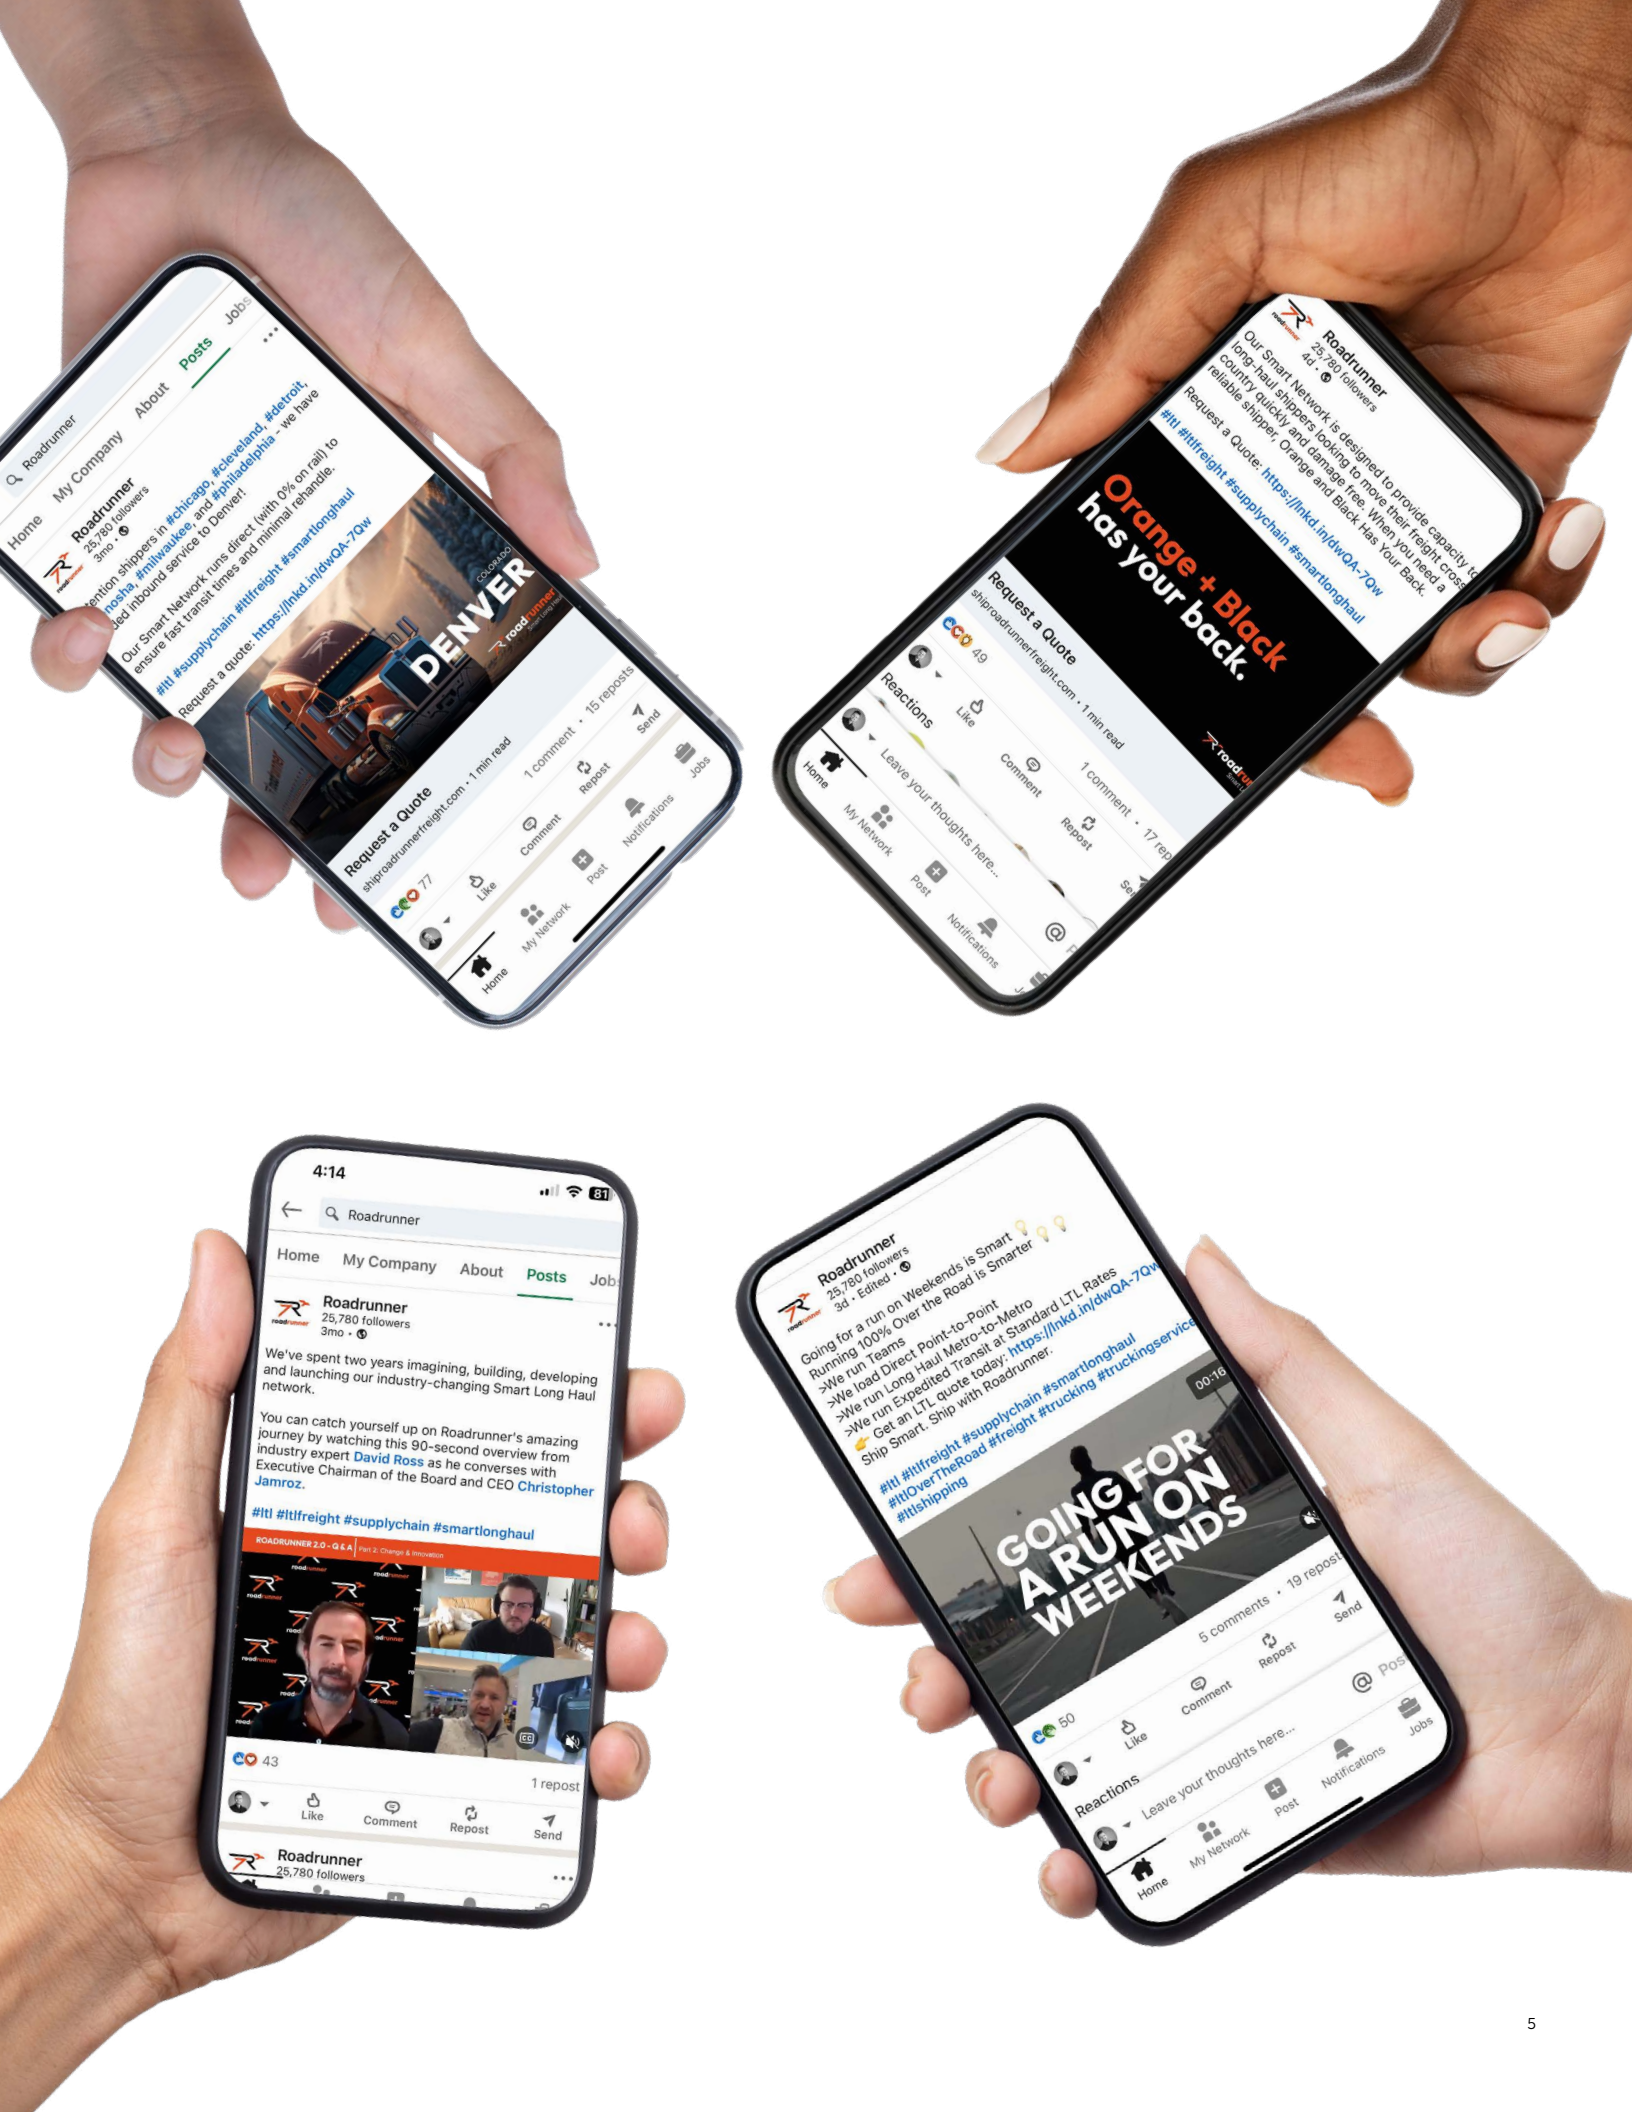 Roadrunner
Home
My Company
About
Posts
Jobs
roadrunner
Roadrunner
25,780 followers
3mo •
shippers in #chicago, #cleveland, #detroit,
#milwaukee, and #philadelphia - we have
inbound service to Denver!
Our Smart Network runs direct (with 0% on rail) to
ensure fast transit times and minimal rehandle.
#ltl #supplychain #ltlfreight #smartlonghaul
Request a quote: https://lnkd.in/dwQA-7Qw
COLORADO
DENVER
roadrunner
Request a Quote
shiproadrunnerfreight.com • 1 min read
77
1 comment • 15 reposts
Like
Comment
Repost
Send
Home
My Network
Post
Notifications
Jobs
roadrunner
Roadrunner
25,780 followers
4d •
Our Smart Network is designed to provide capacity to
long-haul shippers looking to move their freight cross
country quickly and damage free. When you need a
reliable shipper, Orange and Black Has Your Back.
Request a Quote: https://lnkd.in/dwQA-7Qw
#ltl #ltlfreight #supplychain #smartlonghaul
Orange + Black
has your back.
Request a Quote
shiproadrunnerfreight.com • 1 min read
49
1 comment • 17
Like
Comment
Repost
Reactions
Leave your thoughts here...
@
Home
My Network
Post
Notifications
4:14
81
Roadrunner
Home
My Company
About
Posts
roadrunner
Roadrunner
25,780 followers
3mo •
We've spent two years imagining, building, developing
and launching our industry-changing Smart Long Haul
network.
You can catch yourself up on Roadrunner's amazing
journey by watching this 90-second overview from
industry expert David Ross as he converses with
Executive Chairman of the Board and CEO Christopher
Jamroz.
#ltl #ltlfreight #supplychain #smartlonghaul
ROADRUNNER 2.0 - Q & A
Part 2: Change & Innovation
CC
43
1 repost
Like
Comment
Repost
Send
Roadrunner
25,780 followers
roadrunner
Roadrunner
25,780 followers
3d • Edited •
Going for a run on Weekends is Smart
Running 100% Over the Road is Smarter
>We run Teams
>We load Direct Point-to-Point
>We run Long Haul Metro-to-Metro
>We run Expedited Transit at Standard LTL Rates
Get an LTL quote today: https://lnkd.in/dwQA-7Qw
Ship Smart. Ship with Roadrunner.
#ltl #ltlfreight #supplychain #smartlonghaul
#ltlOverTheRoad #freight #trucking #truckingservice
#ltlshipping
00:16
GOING FOR
A RUN ON
WEEKENDS
50
5 comments • 19 repost
Like
Comment
Repost
Send
Reactions
Leave your thoughts here...
@
Home
My Network
Post
Notifications
Jobs
5